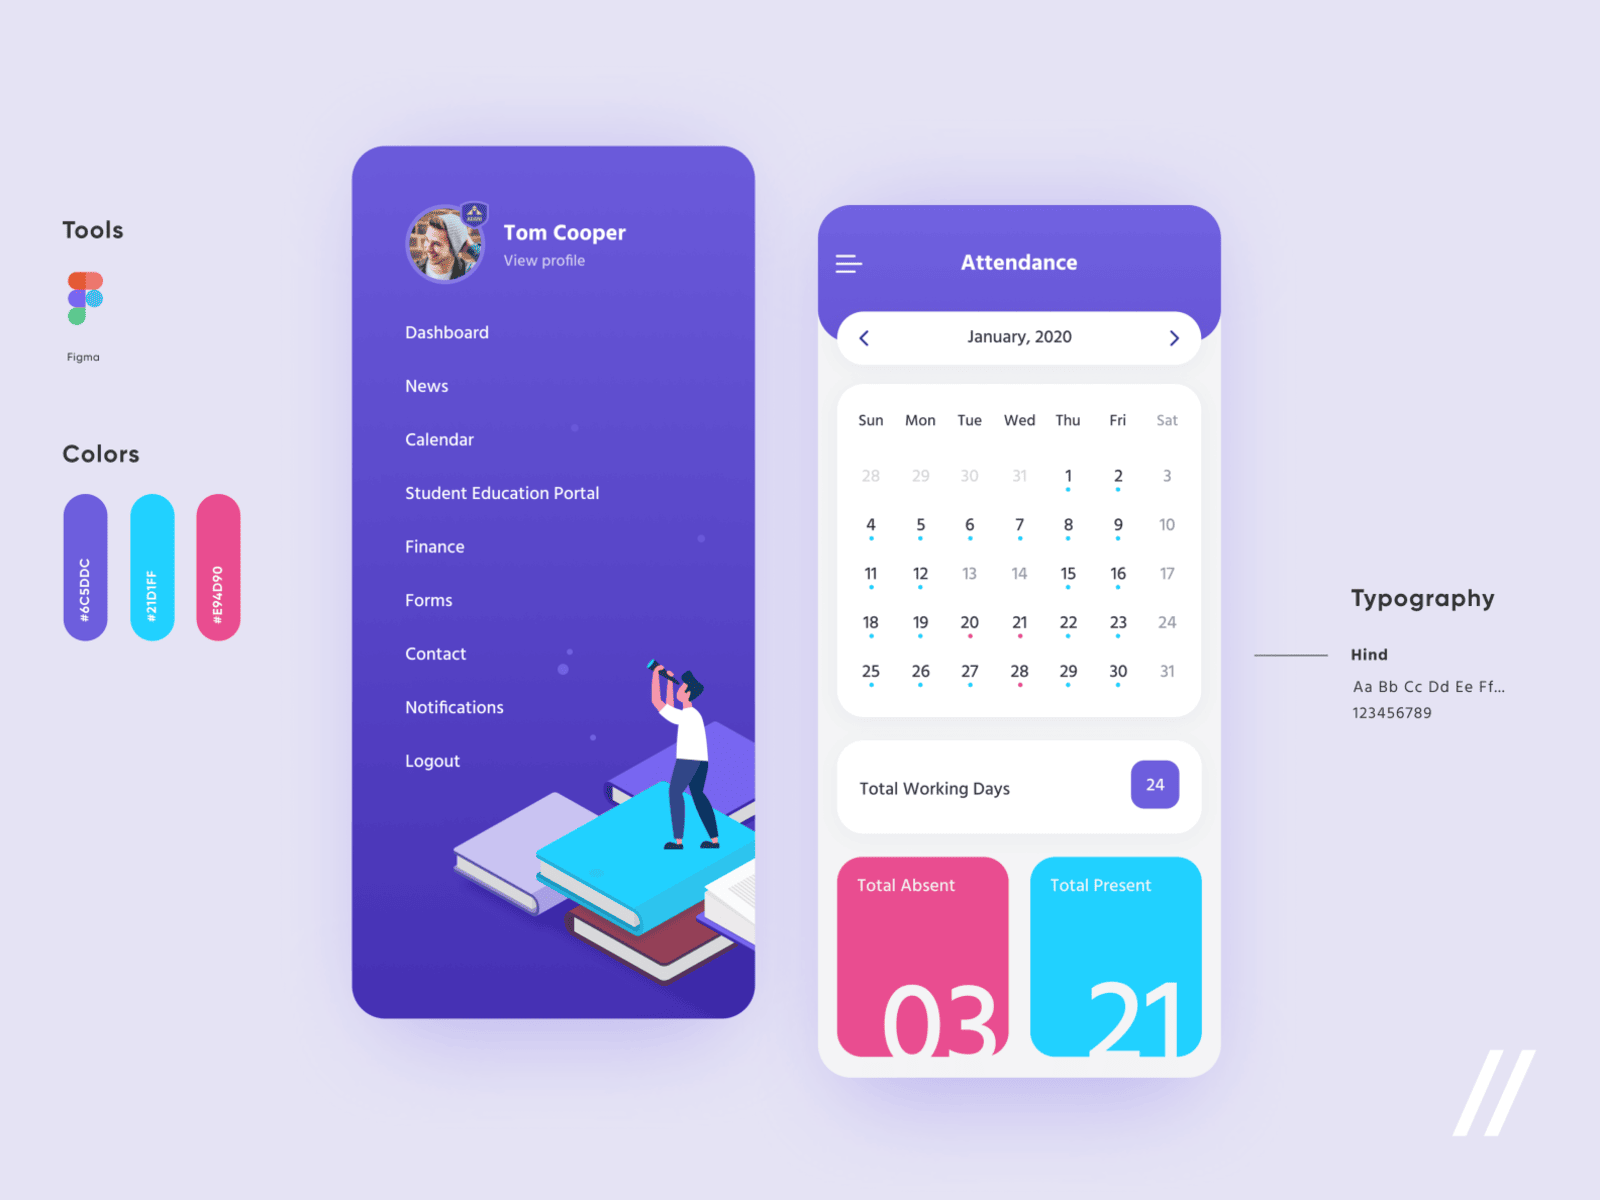 Tools
Figma
Colors
#6C5DDC
#21D1FF
#E94D90
Tom Cooper
View profile
Dashboard
News
Calendar
Student Education Portal
Finance
Forms
Contact
Notifications
Logout
Attendance
January, 2020
Sun Mon Tue Wed Thu Fri Sat
28 29 30 31 1 2 3
4 5 6 7 8 9 10
11 12 13 14 15 16 17
18 19 20 21 22 23 24
25 26 27 28 29 30 31
Total Working Days 24
Total Absent
03
Total Present
21
Typography
Hind
Aa Bb Cc Dd Ee Ff...
123456789